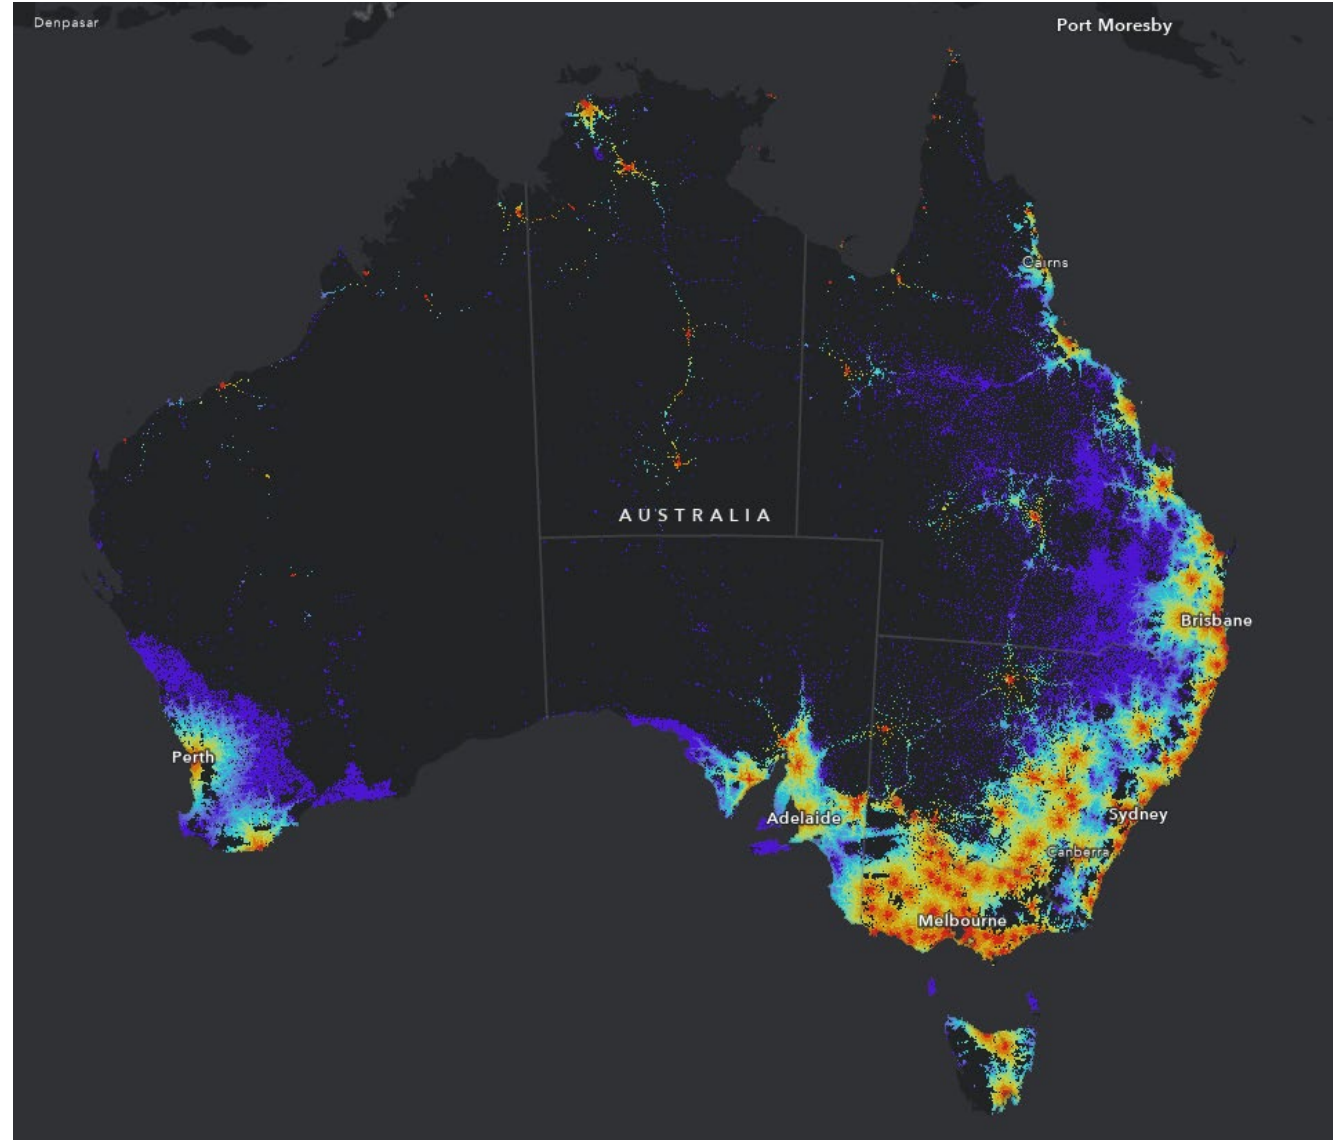 Denpasar
Port Moresby
Cairns
AUSTRALIA
Brisbane
Perth
Adelaide
Sydney
Canberra
Melbourne